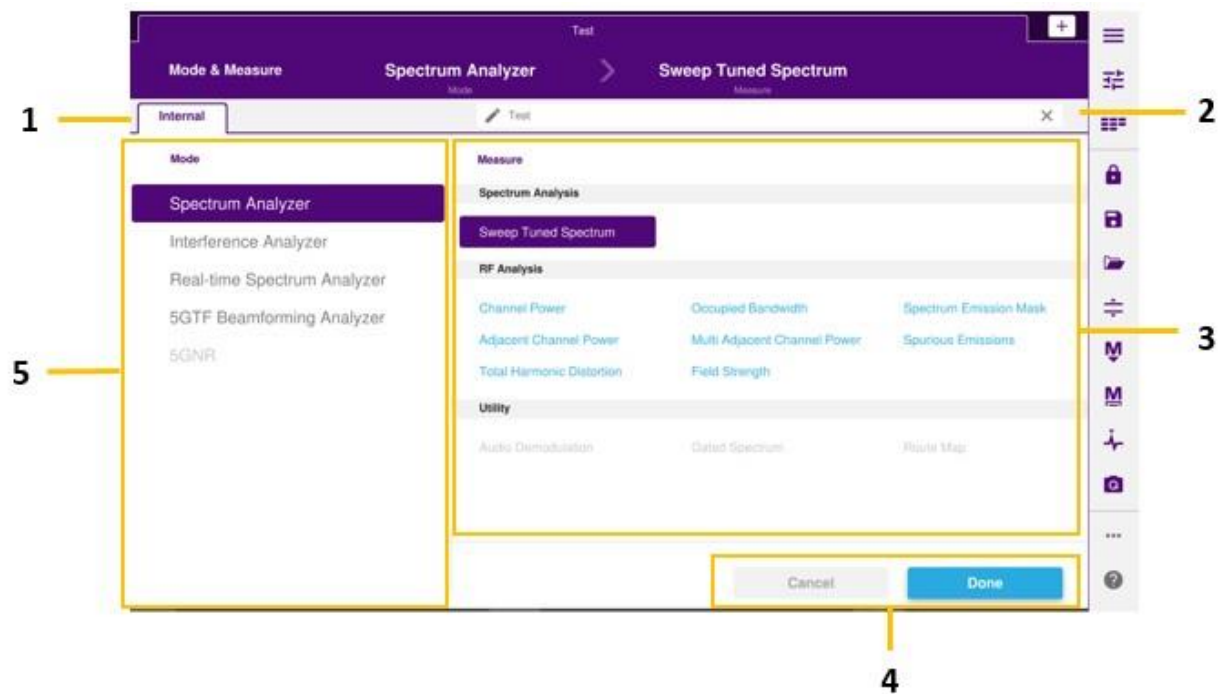 Test
+
Mode & Measure Spectrum Analyzer Sweep Tuned Spectrum
Mode Measure
1 Internal Test 2
Mode
Spectrum Analyzer
Interference Analyzer
Real-time Spectrum Analyzer
5GTF Beamforming Analyzer
5GNR
5
Measure
Spectrum Analysis
Sweep Tuned Spectrum
RF Analysis
Channel Power Occupied Bandwidth Spectrum Emission Mask
Adjacent Channel Power Multi Adjacent Channel Power Spurious Emissions
Total Harmonic Distortion Field Strength
3
Utility
Audio Demodulation Gated Spectrum Route Map
Cancel Done
4
M
M
?